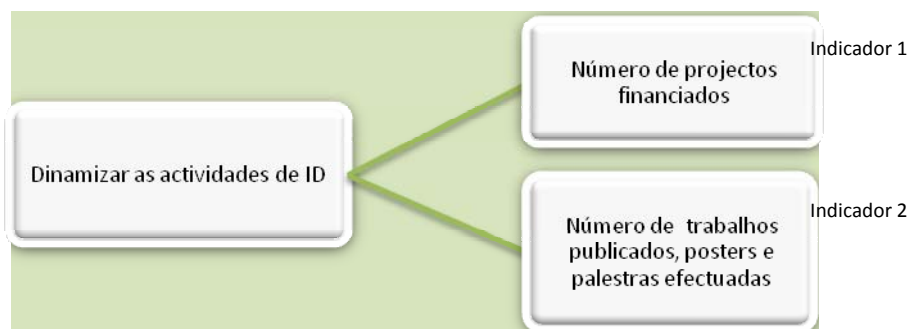 Dinamizar as actividades de ID
Número de projectos
financiados
Indicador 1
Número de trabalhos
publicados, posters e
palestras efectuadas
Indicador 2